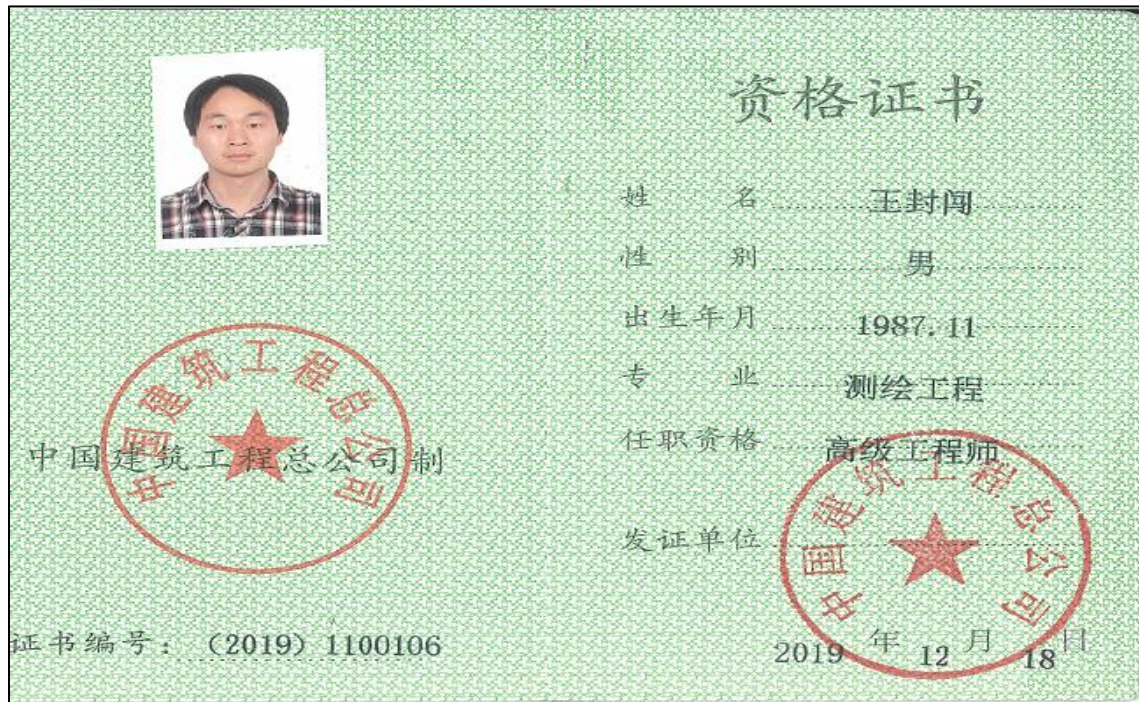 中国建筑工程总公司
中国建筑工程总公司制
证书编号：（2019）1100106
资格证书
姓 名 王封闯
性 别 男
出生年月 1987.11
专 业 测绘工程
任职资格 高级工程师
发证单位
中国建筑工程总公司
2019 年 12 月 18 日